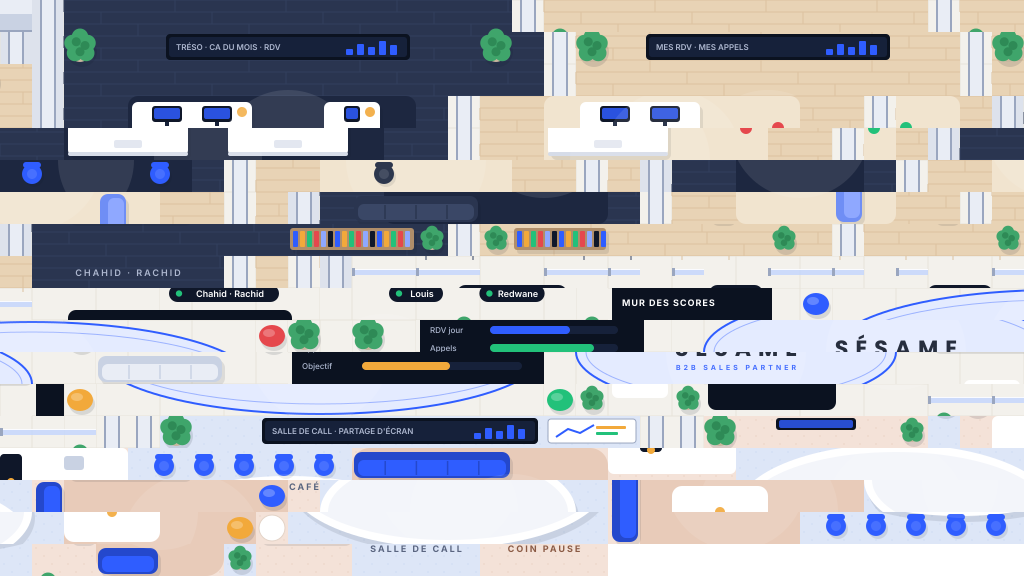 TRÉSO · CA DU MOIS · RDV
MES RDV · MES APPELS
CHAHID · RACHID
Chahid · Rachid
Louis
Redwane
MUR DES SCORES
RDV jour
Appels
Objectif
SÉSAME
SÉSAME
B2B SALES PARTNER
SALLE DE CALL · PARTAGE D'ÉCRAN
CAFÉ
SALLE DE CALL
COIN PAUSE